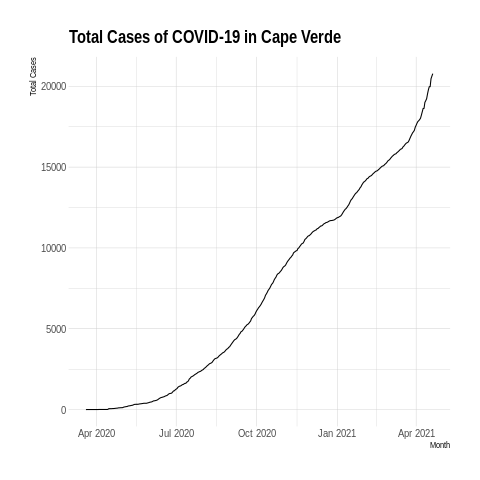 Total Cases of COVID-19 in Cape Verde
Total Cases
20000
15000
10000
5000
0
Apr 2020 Jul 2020 Oct 2020 Jan 2021 Apr 2021
Month